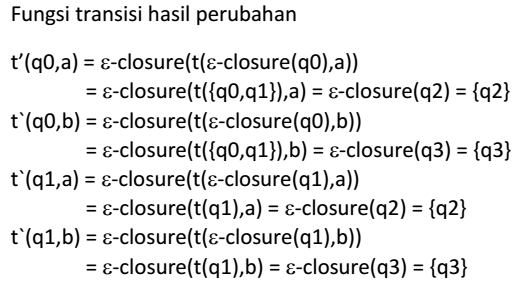 Fungsi transisi hasil perubahan
t'(q0,a) = ε-closure(t(ε-closure(q0),a))
= ε-closure(t({q0,q1}),a) = ε-closure(q2) = {q2}
t`(q0,b) = ε-closure(t(ε-closure(q0),b))
= ε-closure(t({q0,q1}),b) = ε-closure(q3) = {q3}
t`(q1,a) = ε-closure(t(ε-closure(q1),a))
= ε-closure(t(q1),a) = ε-closure(q2) = {q2}
t`(q1,b) = ε-closure(t(ε-closure(q1),b))
= ε-closure(t(q1),b) = ε-closure(q3) = {q3}